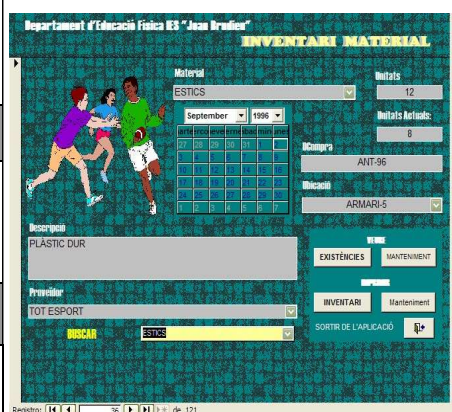 Departament d'Educació Física IES "Joan Brudieu"
INVENTARI MATERIAL
Material
ESTICS
Unitats
12
September 1996
Unitats Actuals:
8
27 28 29 30 31
DCompra
ANT-96
Ubicació
ARMARI-5
Descripció
PLÀSTIC DUR
VEURE
EXISTÈNCIES MANTENIMENT
Proveïdor
TOT ESPORT
INVENTARI Manteniment
BUSCAR ESTICS
SORTIR DE L'APLICACIÓ
Registro: 36 de 121